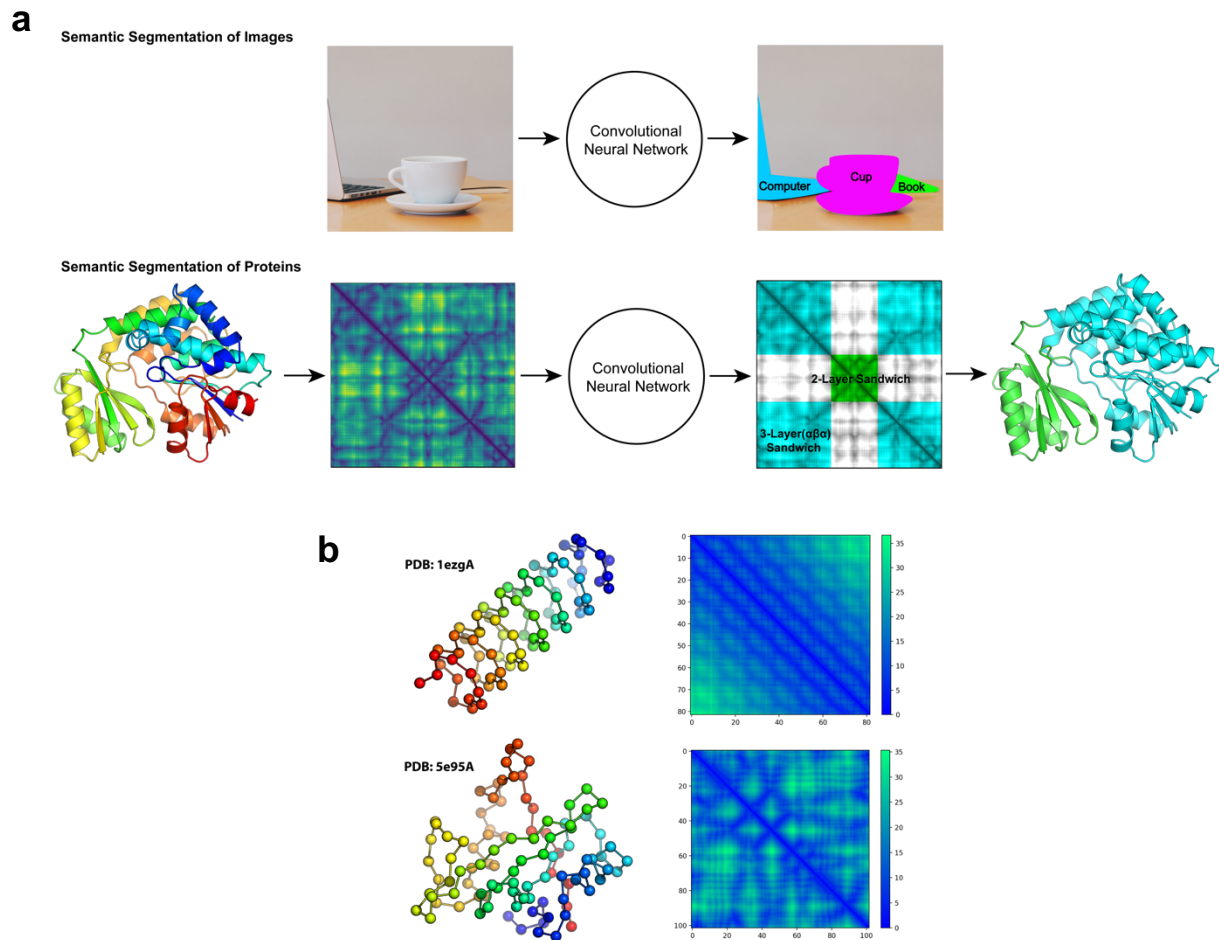 a
Semantic Segmentation of Images
Convolutional
Neural Network
Computer
Cup
Book
Semantic Segmentation of Proteins
Convolutional
Neural Network
2-Layer Sandwich
3-Layer(αβα)
Sandwich
b
PDB: 1ezgA
0
10
20
30
40
50
60
70
80
0
20
40
60
80
35
30
25
20
15
10
5
0
PDB: 5e95A
0
20
40
60
80
100
0
20
40
60
80
100
35
30
25
20
15
10
5
0